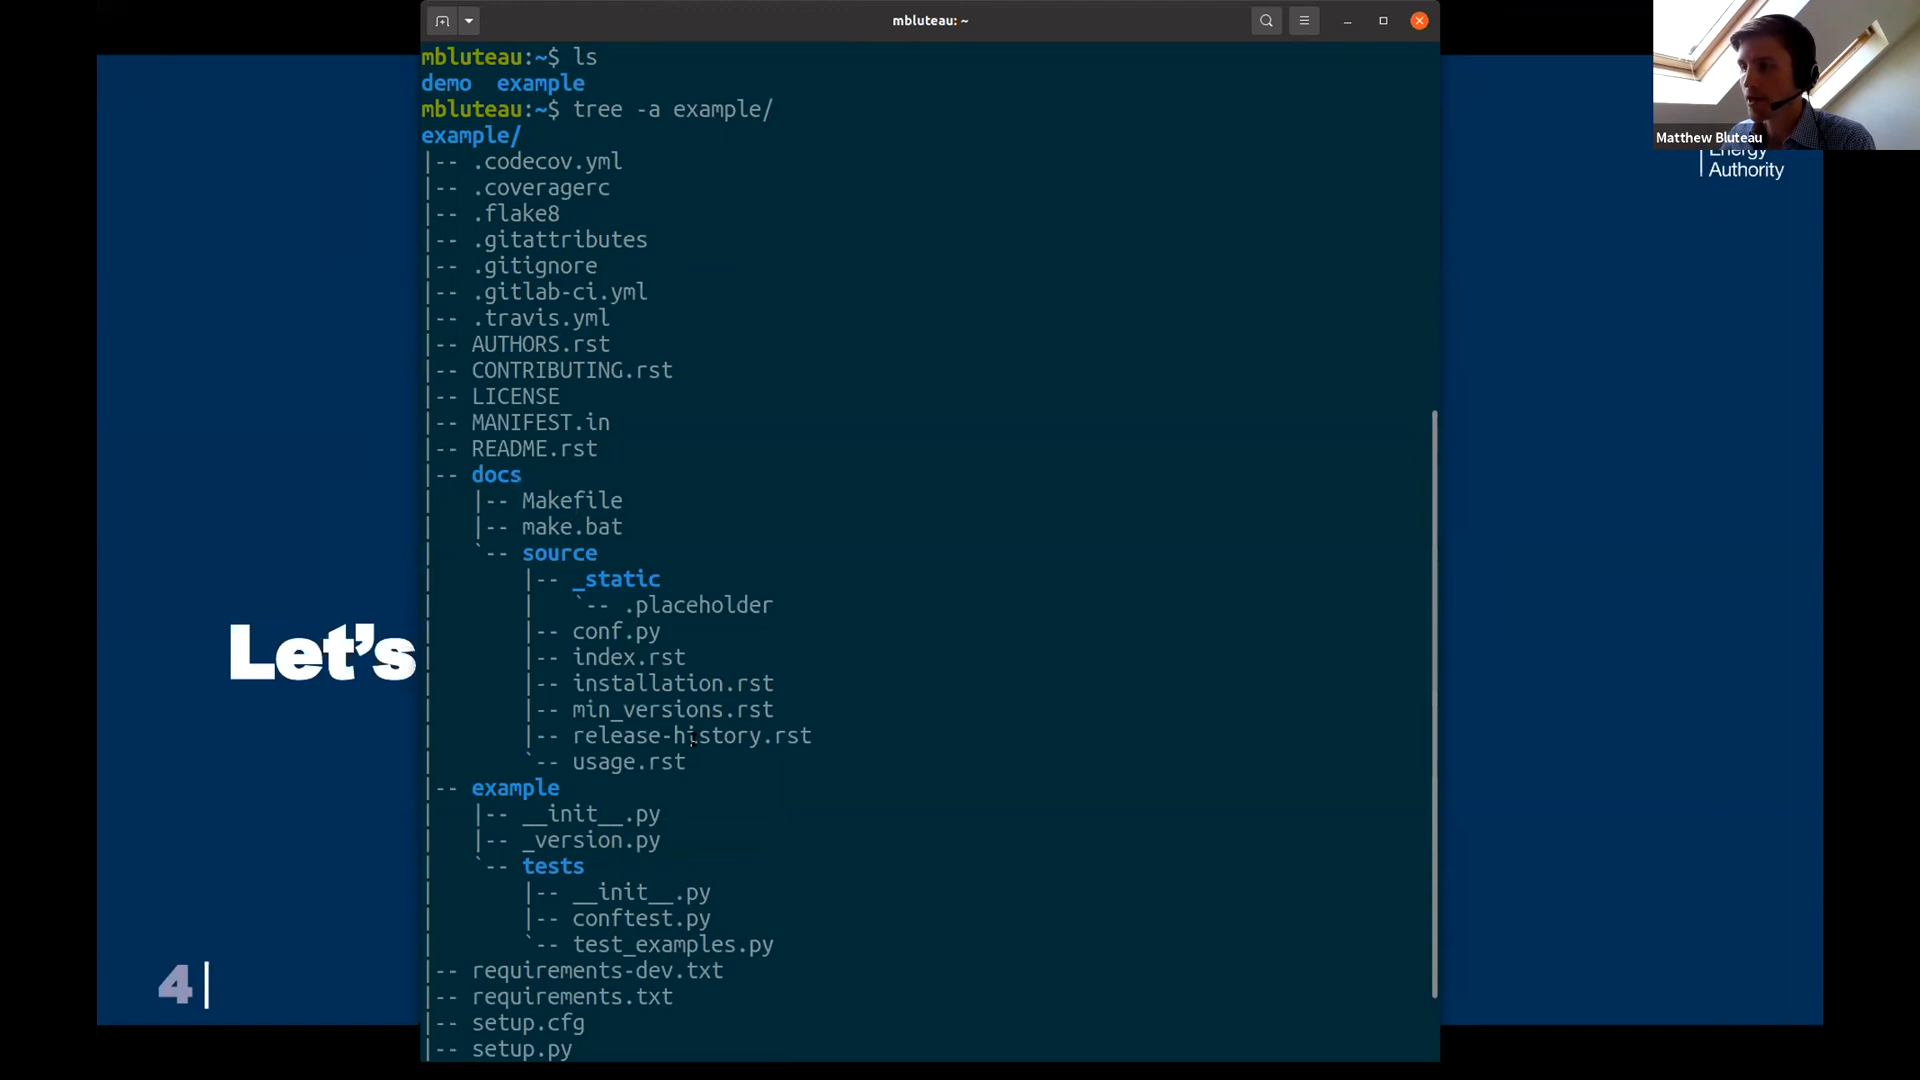 mbluteau: ~
mbluteau:~$ ls
demo  example
mbluteau:~$ tree -a example/
example/
|-- .codecov.yml
|-- .coveragerc
|-- .flake8
|-- .gitattributes
|-- .gitignore
|-- .gitlab-ci.yml
|-- .travis.yml
|-- AUTHORS.rst
|-- CONTRIBUTING.rst
|-- LICENSE
|-- MANIFEST.in
|-- README.rst
|-- docs
|   |-- Makefile
|   |-- make.bat
|   `-- source
|       |-- _static
|       |   `-- .placeholder
|       |-- conf.py
|       |-- index.rst
|       |-- installation.rst
|       |-- min_versions.rst
|       |-- release-history.rst
|       `-- usage.rst
|-- example
|   |-- __init__.py
|   |-- _version.py
|   `-- tests
|       |-- __init__.py
|       |-- conftest.py
|       `-- test_examples.py
|-- requirements-dev.txt
|-- requirements.txt
|-- setup.cfg
|-- setup.py
Matthew Bluteau
Energy
Authority
Let's
4